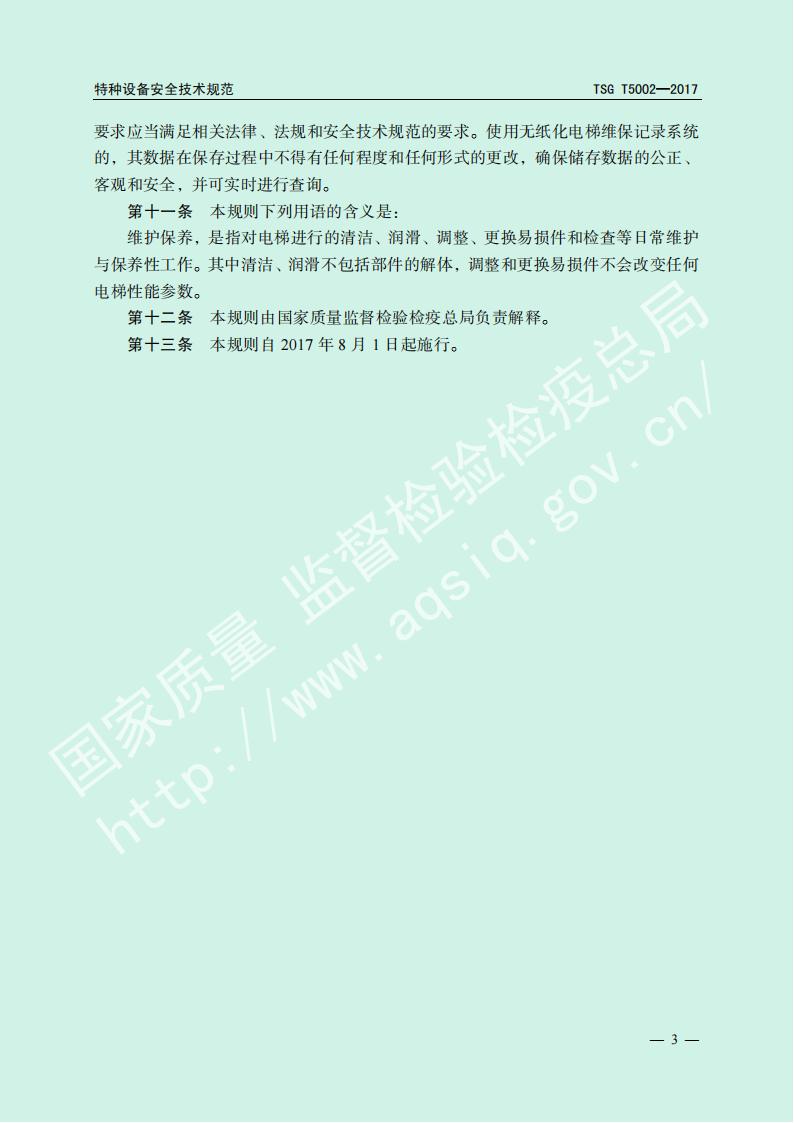 特种设备安全技术规范 TSG T5002—2017
要求应当满足相关法律、法规和安全技术规范的要求。使用无纸化电梯维保记录系统
的，其数据在保存过程中不得有任何程度和任何形式的更改，确保储存数据的公正、
客观和安全，并可实时进行查询。
第十一条 本规则下列用语的含义是：
维护保养，是指对电梯进行的清洁、润滑、调整、更换易损件和检查等日常维护
与保养性工作。其中清洁、润滑不包括部件的解体，调整和更换易损件不会改变任何
电梯性能参数。
第十二条 本规则由国家质量监督检验检疫总局负责解释。
第十三条 本规则自 2017 年 8 月 1 日起施行。
国家质量 监督检验检疫总局
http://www.aqsiq.gov.cn/
— 3 —